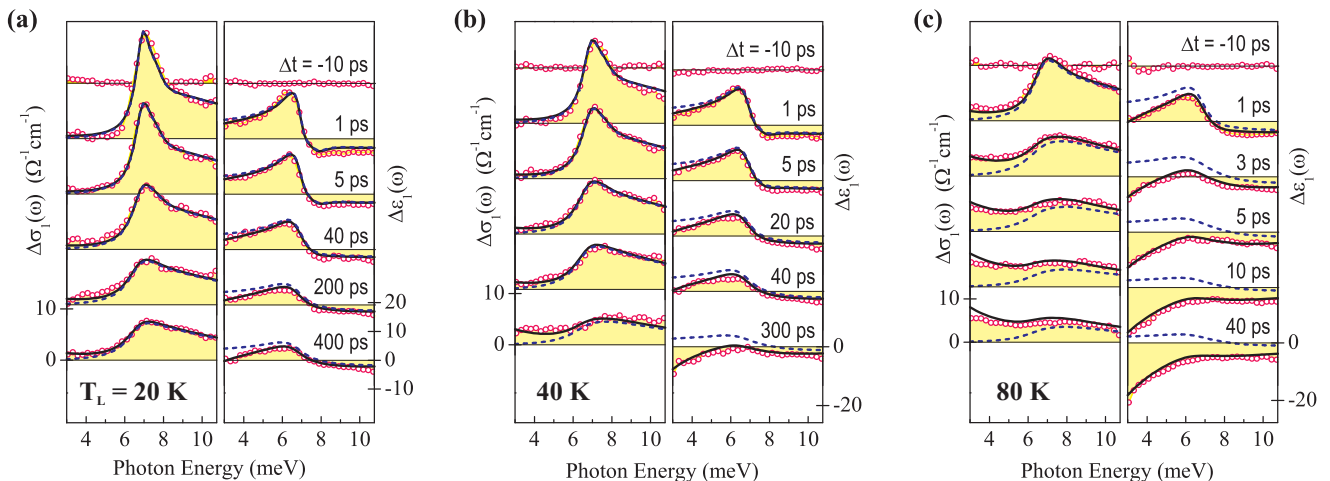 (a)
Δσ₁(ω) (Ω⁻¹cm⁻¹)
10
0
T_L = 20 K
4 6 8 10
Δt = -10 ps
1 ps
5 ps
40 ps
200 ps
400 ps
4 6 8 10
Δε₁(ω)
20
10
0
-10
Photon Energy (meV)
(b)
Δσ₁(ω) (Ω⁻¹cm⁻¹)
10
0
40 K
4 6 8 10
Δt = -10 ps
1 ps
5 ps
20 ps
40 ps
300 ps
4 6 8 10
Δε₁(ω)
0
-20
Photon Energy (meV)
(c)
Δσ₁(ω) (Ω⁻¹cm⁻¹)
10
0
80 K
4 6 8 10
Δt = -10 ps
1 ps
3 ps
5 ps
10 ps
40 ps
4 6 8 10
Δε₁(ω)
0
-20
Photon Energy (meV)